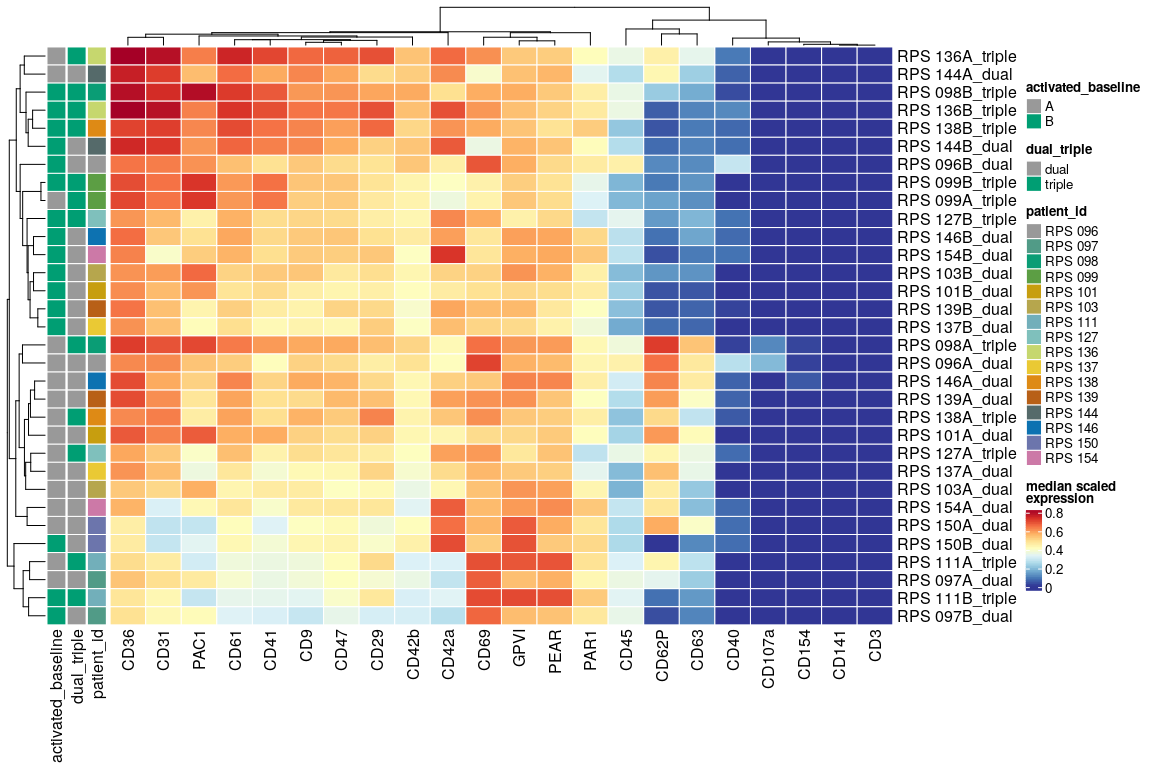 RPS 136A_triple
RPS 144A_dual
RPS 098B_triple
RPS 136B_triple
RPS 138B_triple
RPS 144B_dual
RPS 096B_dual
RPS 099B_triple
RPS 099A_triple
RPS 127B_triple
RPS 146B_dual
RPS 154B_dual
RPS 103B_dual
RPS 101B_dual
RPS 139B_dual
RPS 137B_dual
RPS 098A_triple
RPS 096A_dual
RPS 146A_dual
RPS 139A_dual
RPS 138A_triple
RPS 101A_dual
RPS 127A_triple
RPS 137A_dual
RPS 103A_dual
RPS 154A_dual
RPS 150A_dual
RPS 150B_dual
RPS 111A_triple
RPS 097A_dual
RPS 111B_triple
RPS 097B_dual
activated_baseline
dual_triple
patient_id
CD36
CD31
PAC1
CD61
CD41
CD9
CD47
CD29
CD42b
CD42a
CD69
GPVI
PEAR
PAR1
CD45
CD62P
CD63
CD40
CD107a
CD154
CD141
CD3
activated_baseline
A
B
dual_triple
dual
triple
patient_id
RPS 096
RPS 097
RPS 098
RPS 099
RPS 101
RPS 103
RPS 111
RPS 127
RPS 136
RPS 137
RPS 138
RPS 139
RPS 144
RPS 146
RPS 150
RPS 154
median scaled
expression
0.8
0.6
0.4
0.2
0